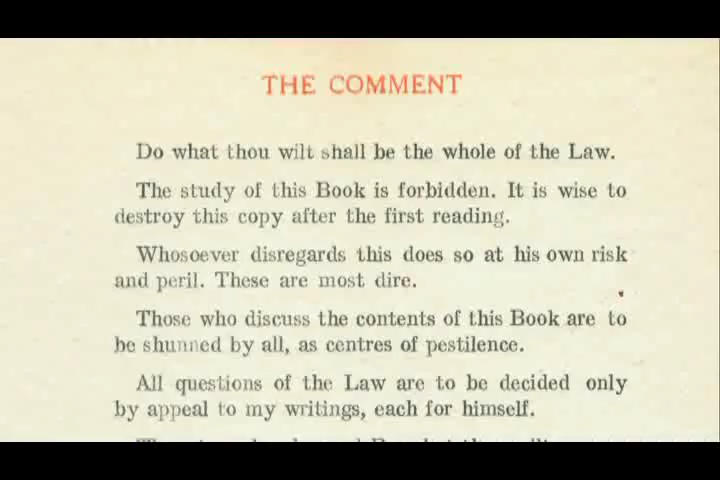 THE COMMENT
Do what thou wilt shall be the whole of the Law.
The study of this Book is forbidden. It is wise to
destroy this copy after the first reading.
Whosoever disregards this does so at his own risk
and peril. These are most dire.
Those who discuss the contents of this Book are to
be shunned by all, as centres of pestilence.
All questions of the Law are to be decided only
by appeal to my writings, each for himself.